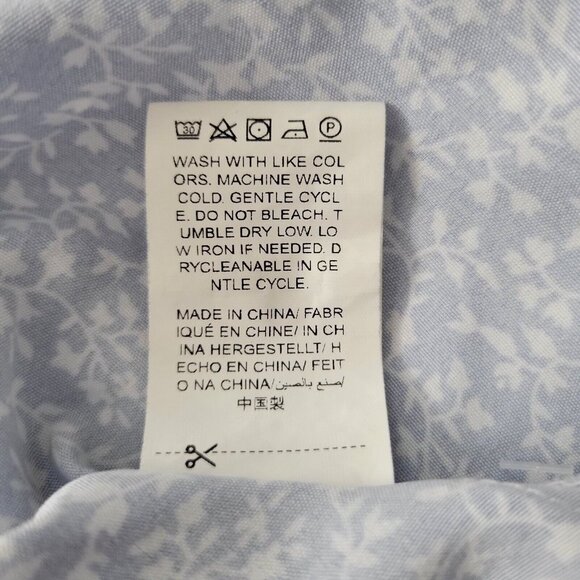 30 P
WASH WITH LIKE COL
ORS. MACHINE WASH
COLD. GENTLE CYCL
E. DO NOT BLEACH. T
UMBLE DRY LOW. LO
W IRON IF NEEDED. D
RYCLEANABLE IN GE
NTLE CYCLE.
MADE IN CHINA/ FABR
IQUÉ EN CHINE/ IN CH
INA HERGESTELLT/ H
ECHO EN CHINA/ FEIT
O NA CHINA/صنع بالصين/
中国製